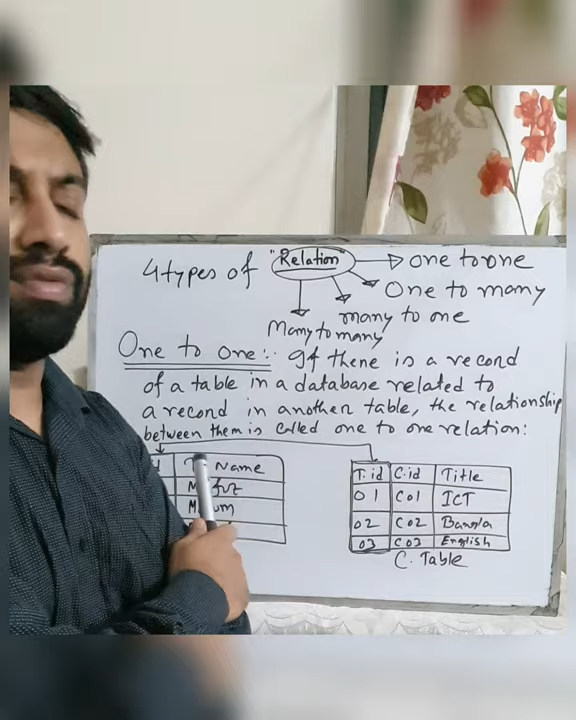 4 types of "Relation" one to one
One to many
many to one
Many to many
One to one:. If there is a record
of a table in a database related to
a record in another table, the relationship
between them is called one to one relation:
Name
T.id C.id Title
01 C01 ICT
02 C02 Bangla
03 C03 English
C. Table